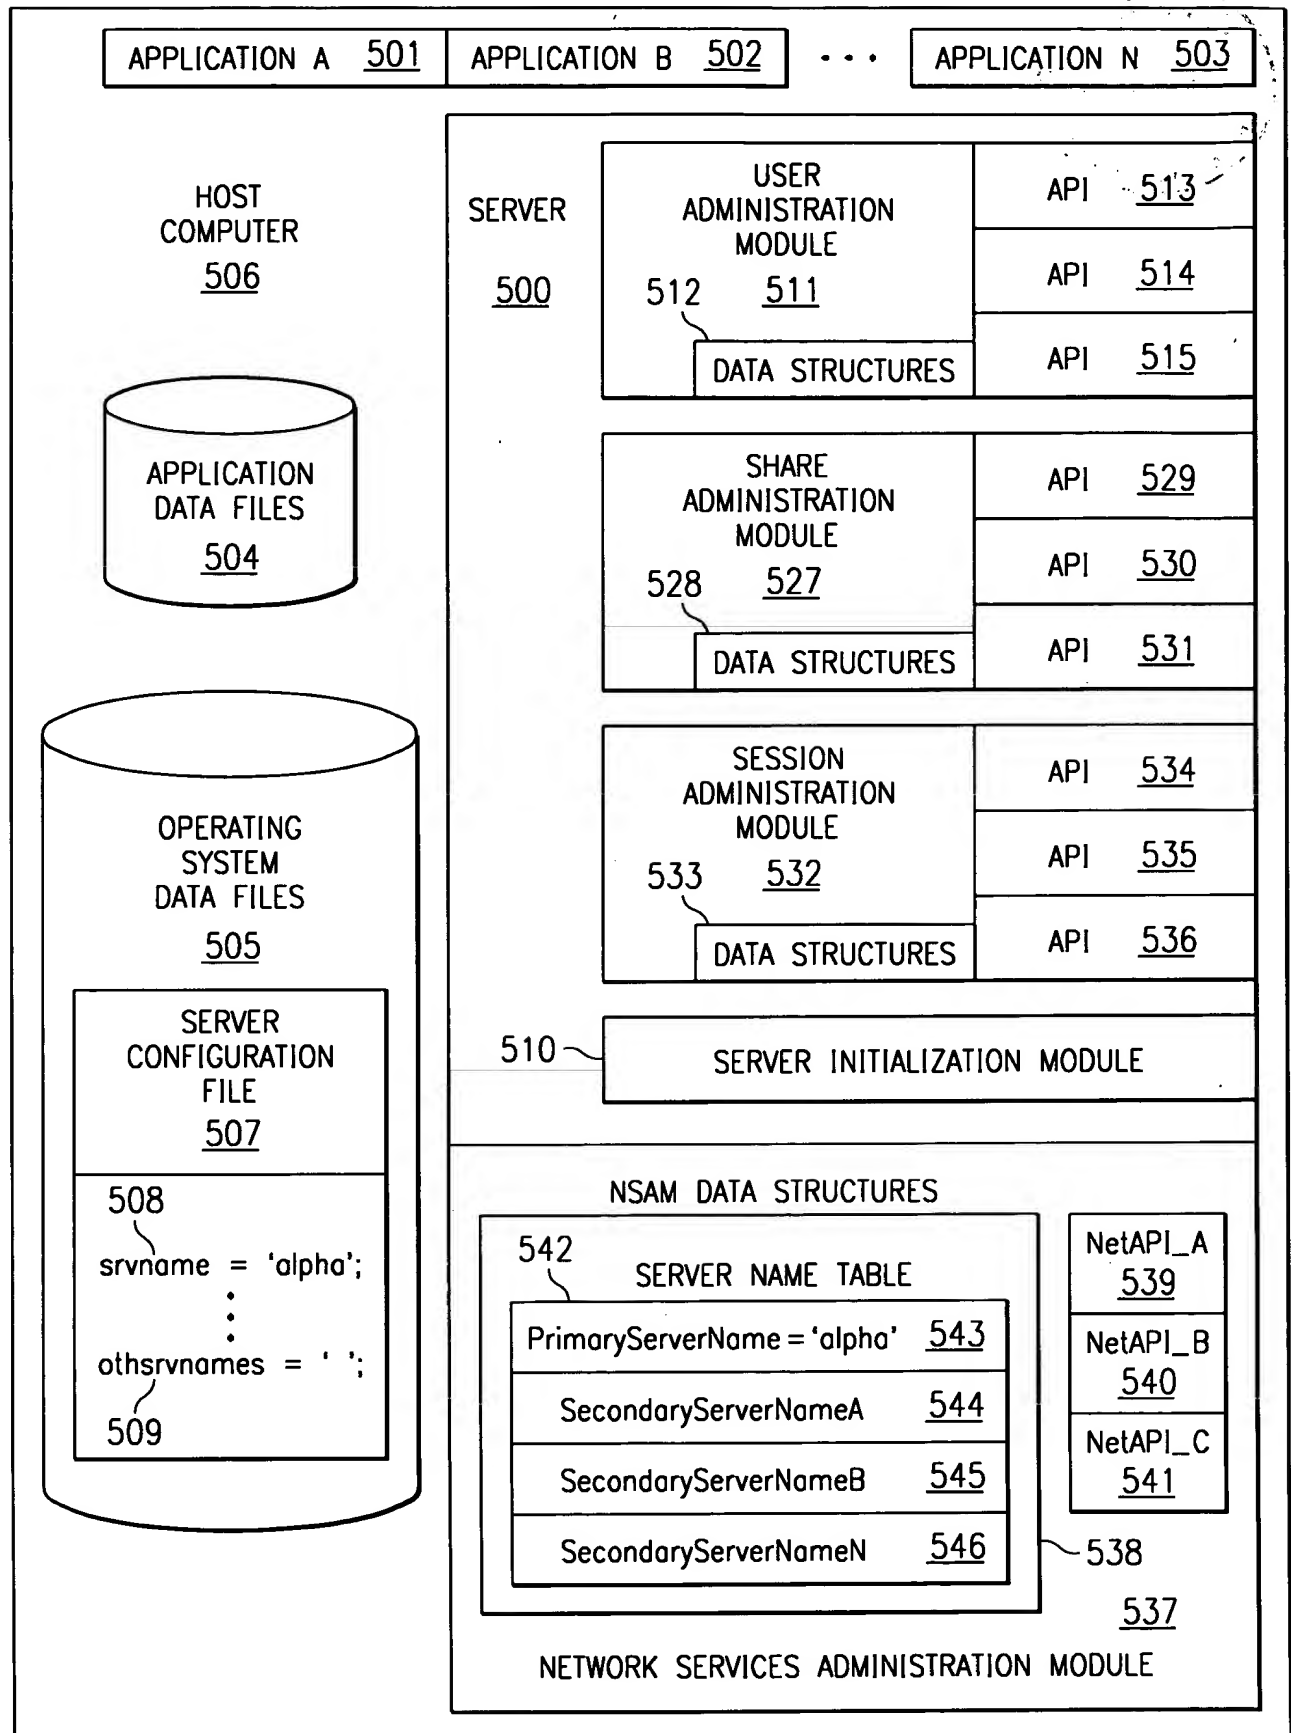 APPLICATION A 501
APPLICATION B 502
. . .
APPLICATION N 503
HOST
COMPUTER
506
APPLICATION
DATA FILES
504
OPERATING
SYSTEM
DATA FILES
505
SERVER
CONFIGURATION
FILE
507
508
srvname = 'alpha';
othsrvnames = ' ';
509
SERVER
500
USER
ADMINISTRATION
MODULE
511
512
DATA STRUCTURES
API 513
API 514
API 515
SHARE
ADMINISTRATION
MODULE
527
528
DATA STRUCTURES
API 529
API 530
API 531
SESSION
ADMINISTRATION
MODULE
532
533
DATA STRUCTURES
API 534
API 535
API 536
510
SERVER INITIALIZATION MODULE
NSAM DATA STRUCTURES
542
SERVER NAME TABLE
PrimaryServerName = 'alpha' 543
SecondaryServerNameA 544
SecondaryServerNameB 545
SecondaryServerNameN 546
538
NetAPI_A
539
NetAPI_B
540
NetAPI_C
541
537
NETWORK SERVICES ADMINISTRATION MODULE